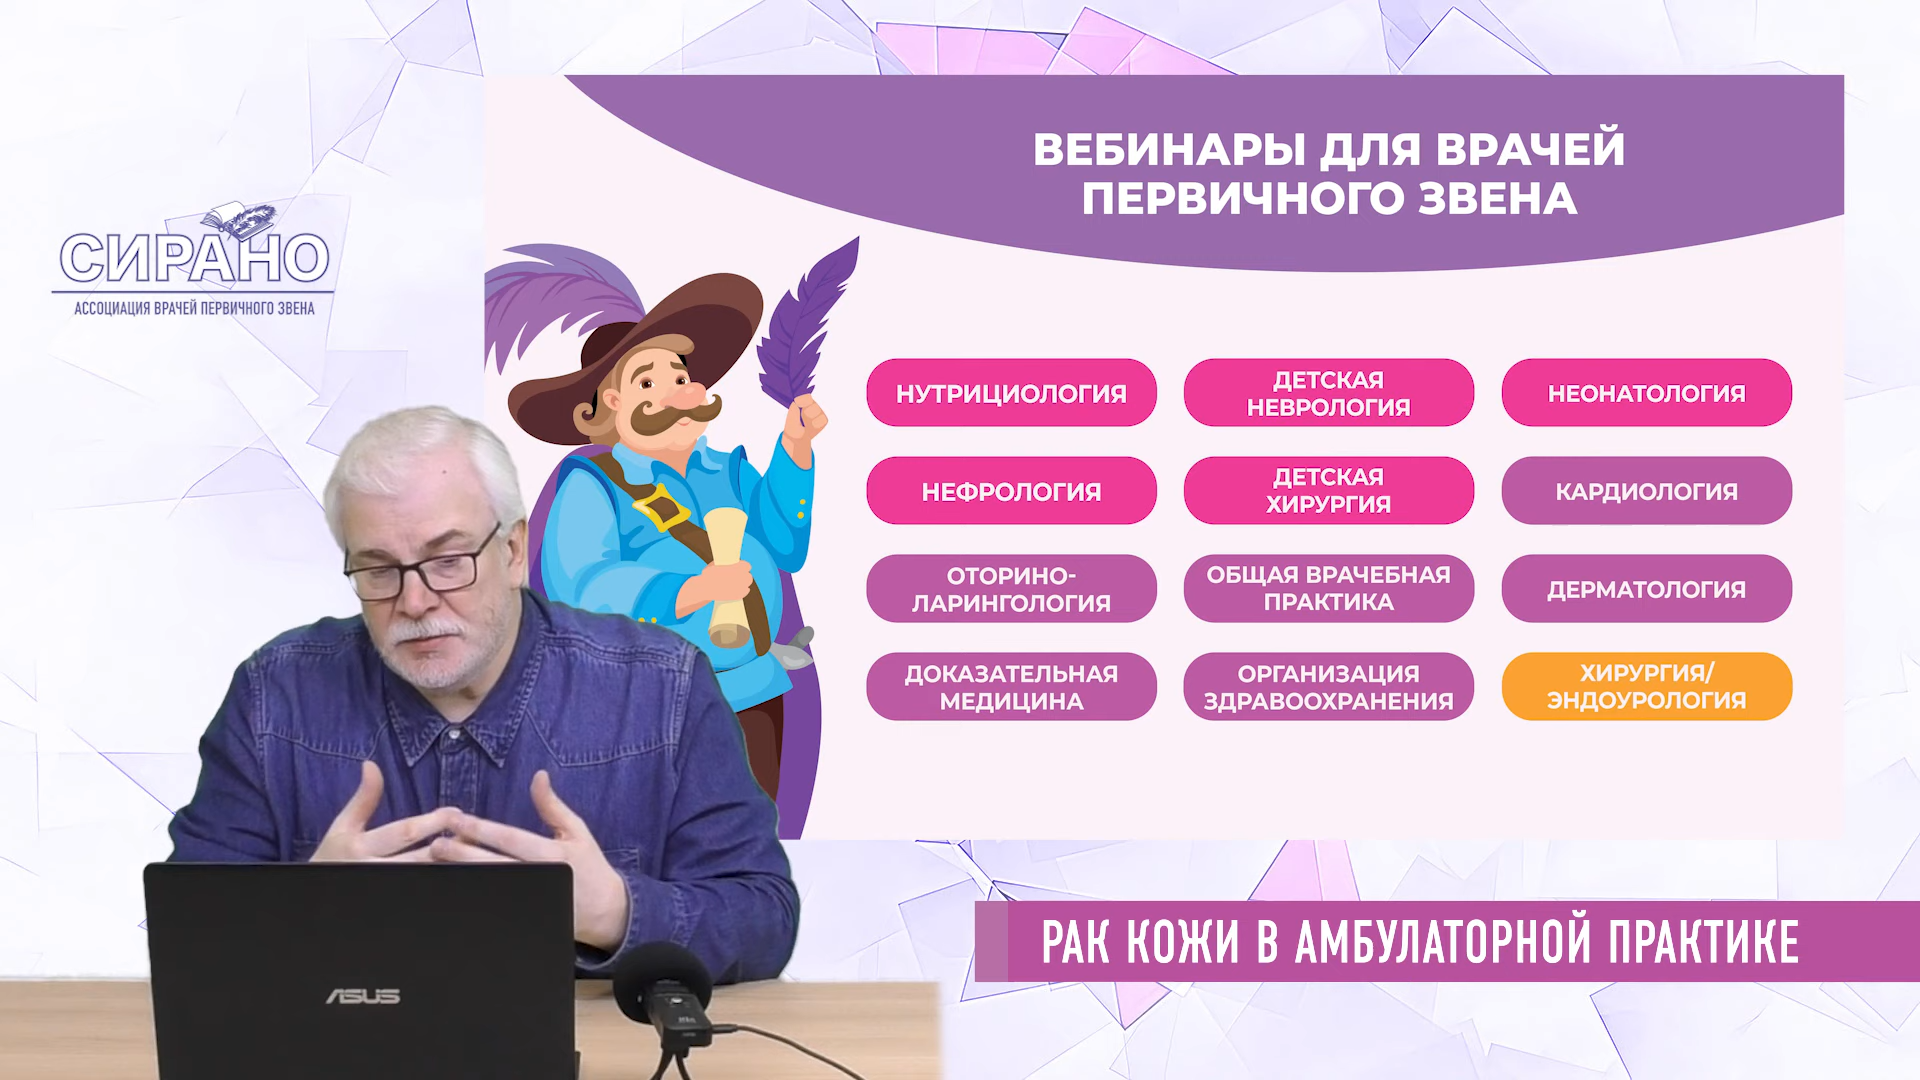 СИРАНО
АССОЦИАЦИЯ ВРАЧЕЙ ПЕРВИЧНОГО ЗВЕНА
ВЕБИНАРЫ ДЛЯ ВРАЧЕЙ
ПЕРВИЧНОГО ЗВЕНА
НУТРИЦИОЛОГИЯ
ДЕТСКАЯ
НЕВРОЛОГИЯ
НЕОНАТОЛОГИЯ
НЕФРОЛОГИЯ
ДЕТСКАЯ
ХИРУРГИЯ
КАРДИОЛОГИЯ
ОТОРИНО-
ЛАРИНГОЛОГИЯ
ОБЩАЯ ВРАЧЕБНАЯ
ПРАКТИКА
ДЕРМАТОЛОГИЯ
ДОКАЗАТЕЛЬНАЯ
МЕДИЦИНА
ОРГАНИЗАЦИЯ
ЗДРАВООХРАНЕНИЯ
ХИРУРГИЯ/
ЭНДОУРОЛОГИЯ
РАК КОЖИ В АМБУЛАТОРНОЙ ПРАКТИКЕ
ASUS